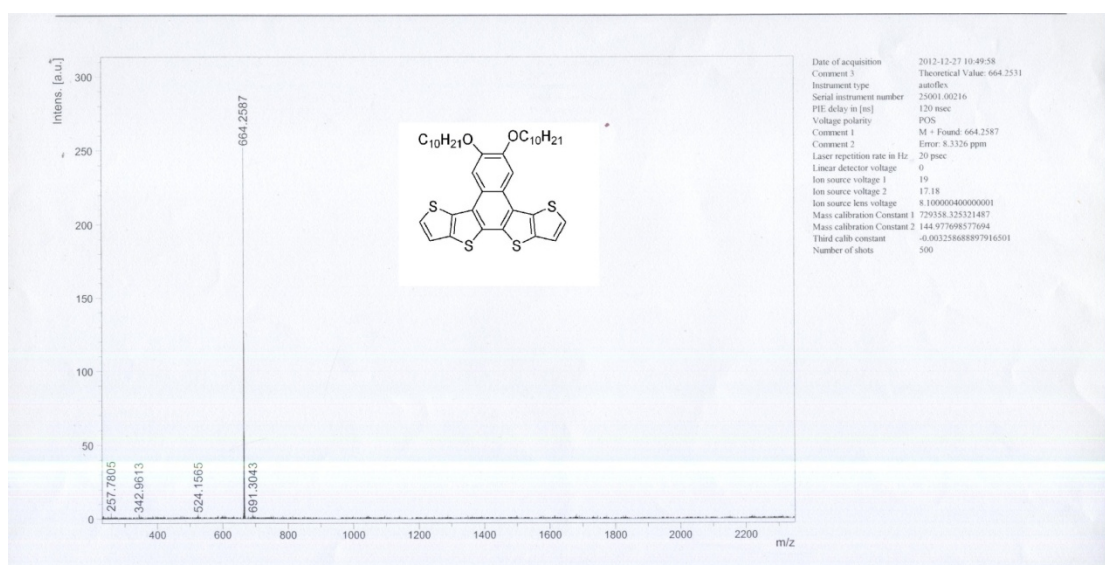 Intens. [a.u.]
300
250
200
150
100
50
0
664.2587
257.7805
342.9613
524.1565
691.3043
400
600
800
1000
1200
1400
1600
1800
2000
2200
m/z
C10H21O
OC10H21
S
S
S
S
Date of acquisition 2012-12-27 10:49:58
Comment 3 Theoretical Value: 664.2531
Instrument type autoflex
Serial instrument number 25001.00216
PIE delay in [ns] 120 nsec
Voltage polarity POS
Comment 1 M + Found: 664.2587
Comment 2 Error: 8.3326 ppm
Laser repetition rate in Hz 20 psec
Linear detector voltage 0
Ion source voltage 1 19
Ion source voltage 2 17.18
Ion source lens voltage 8.100000400000001
Mass calibration Constant 1 729358.325321487
Mass calibration Constant 2 144.977698577694
Third calib constant -0.003258688897916501
Number of shots 500